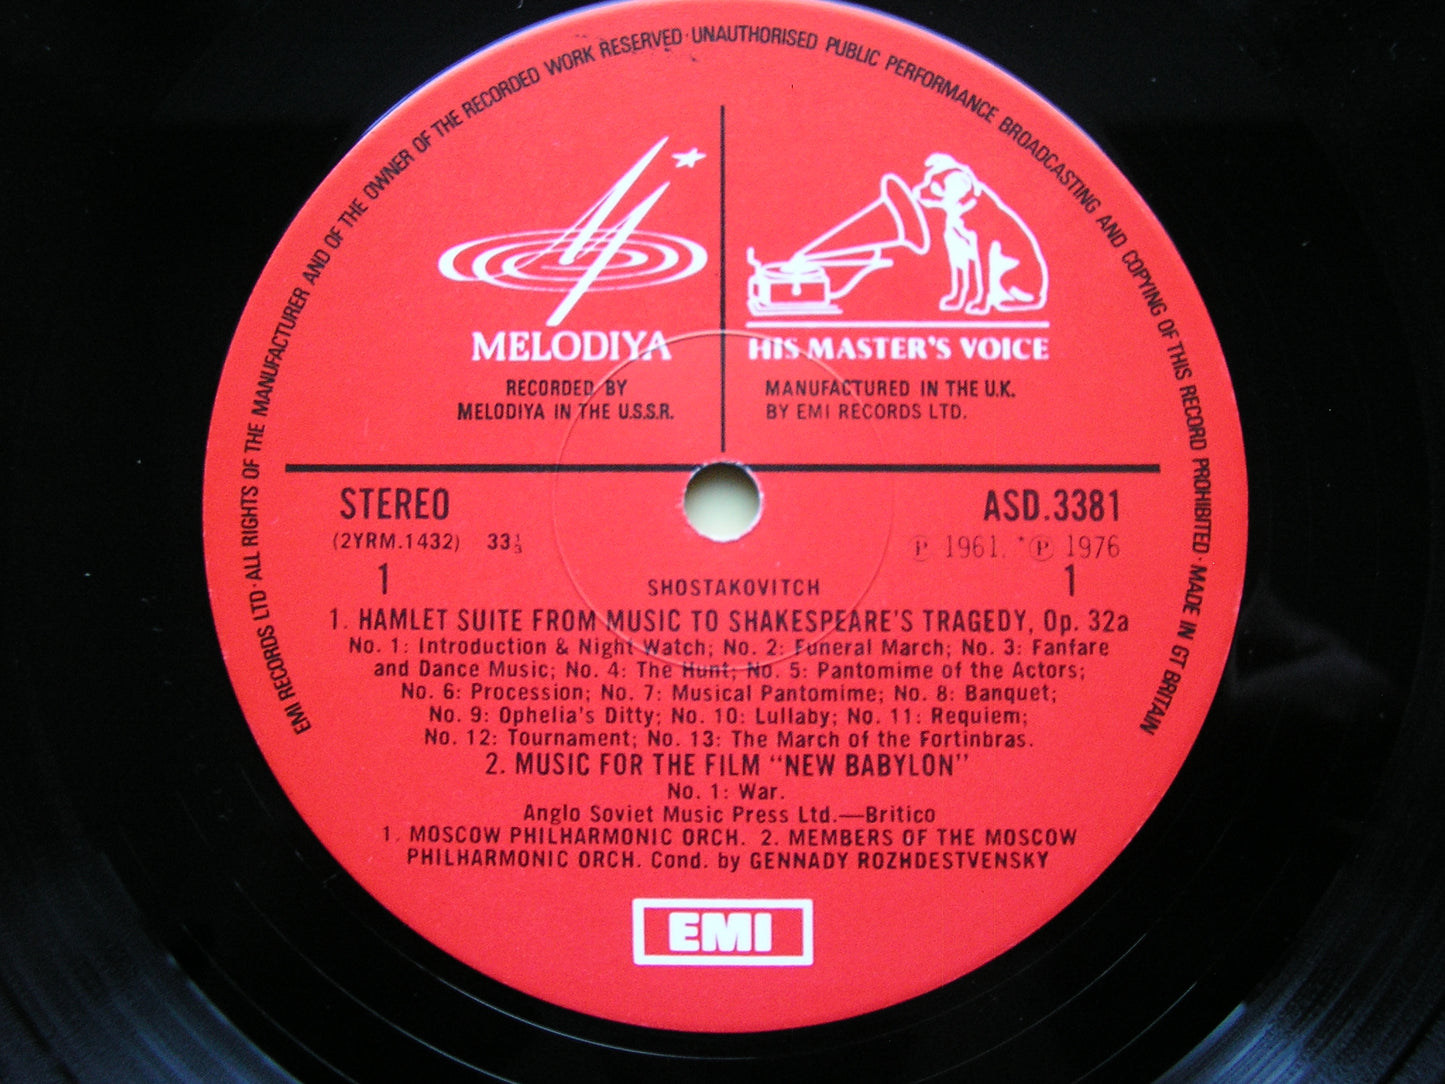 EMI RECORDS LTD · ALL RIGHTS OF THE MANUFACTURER AND OF THE OWNER OF THE RECORDED WORK RESERVED · UNAUTHORISED PUBLIC PERFORMANCE BROADCASTING AND COPYING OF THIS RECORD PROHIBITED · MADE IN GT BRITAIN
MELODIYA
RECORDED BY
MELODIYA IN THE U.S.S.R.
HIS MASTER'S VOICE
MANUFACTURED IN THE U.K.
BY EMI RECORDS LTD.
STEREO
(2YRM.1432) 33⅓
1
ASD.3381
℗ 1961. *℗ 1976
1
SHOSTAKOVITCH
1. HAMLET SUITE FROM MUSIC TO SHAKESPEARE'S TRAGEDY, Op. 32a
No. 1: Introduction & Night Watch; No. 2: Funeral March; No. 3: Fanfare
and Dance Music; No. 4: The Hunt; No. 5: Pantomime of the Actors;
No. 6: Procession; No. 7: Musical Pantomime; No. 8: Banquet;
No. 9: Ophelia's Ditty; No. 10: Lullaby; No. 11: Requiem;
No. 12: Tournament; No. 13: The March of the Fortinbras.
2. MUSIC FOR THE FILM "NEW BABYLON"
No. 1: War.
Anglo Soviet Music Press Ltd.—Britico
1. MOSCOW PHILHARMONIC ORCH. 2. MEMBERS OF THE MOSCOW
PHILHARMONIC ORCH. Cond. by GENNADY ROZHDESTVENSKY
EMI